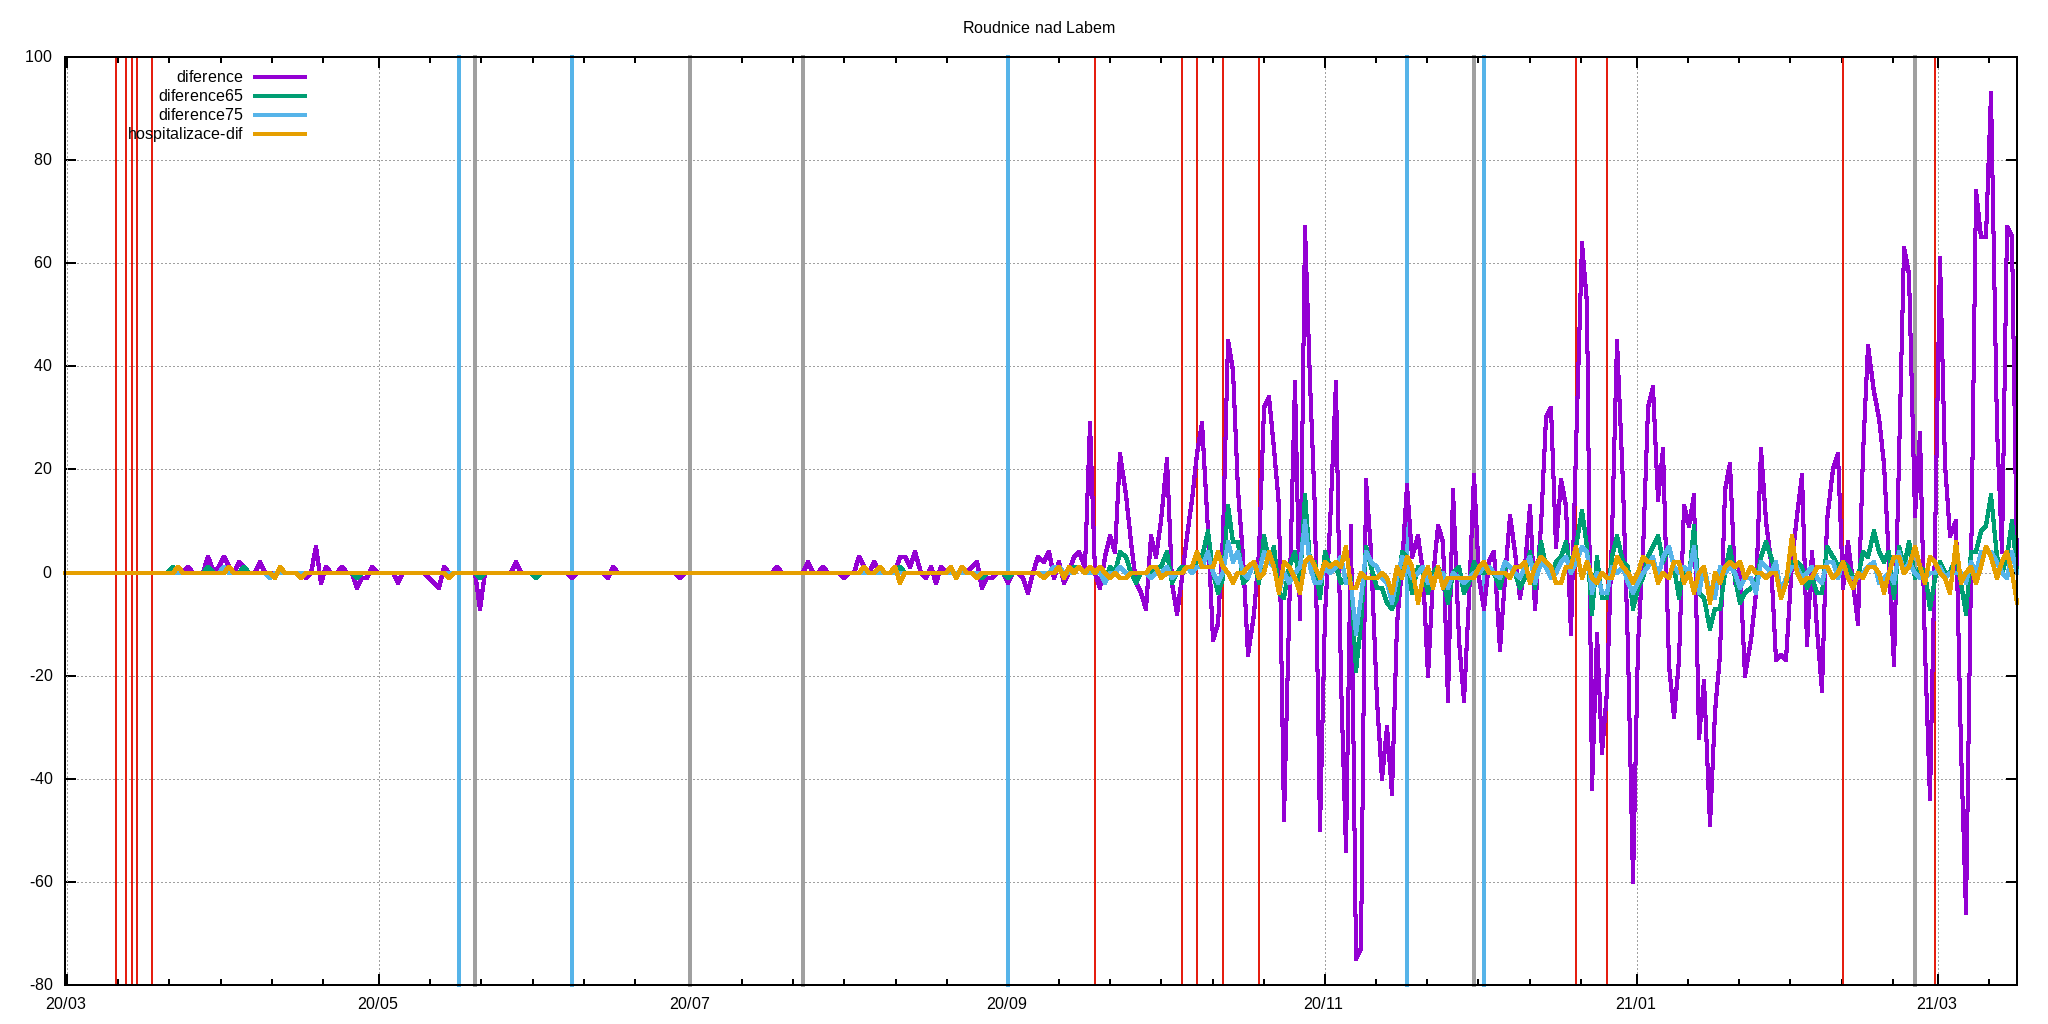 Roudnice nad Labem
100
diference
diference65
diference75
hospitalizace-dif
80
60
40
20
0
-20
-40
-60
-80
20/03 20/05 20/07 20/09 20/11 21/01 21/03